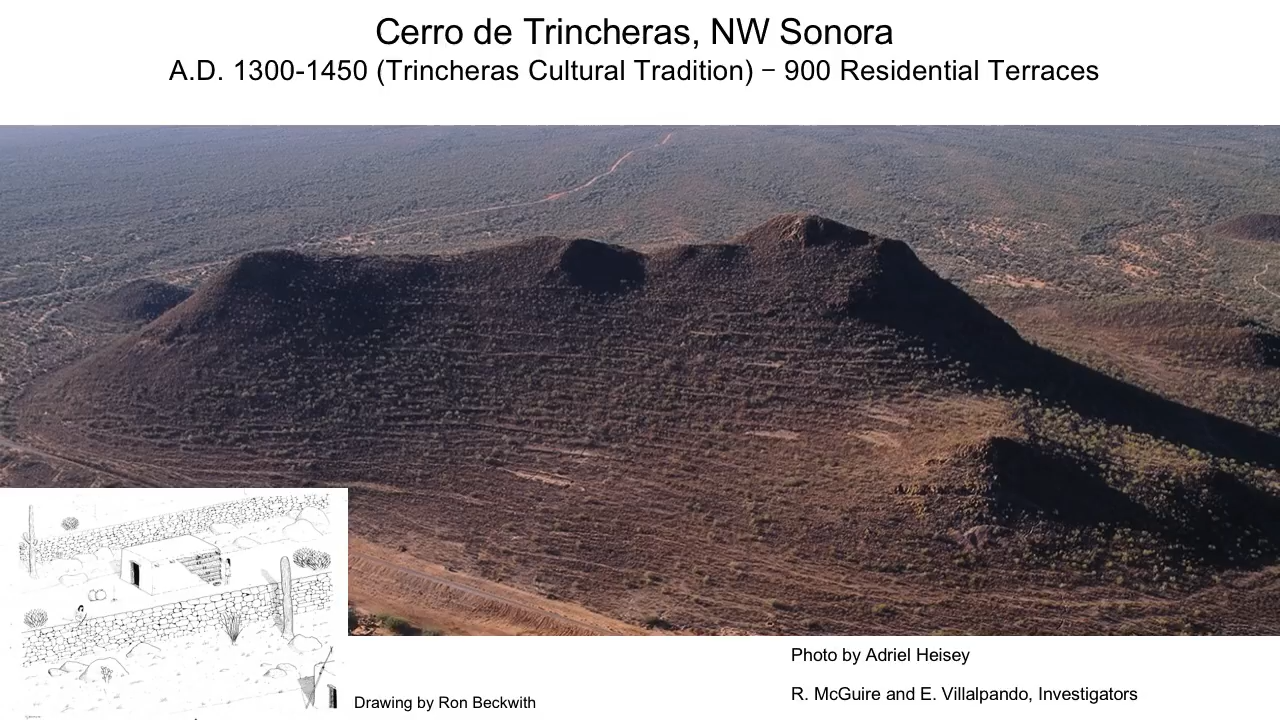 Cerro de Trincheras, NW Sonora
A.D. 1300-1450 (Trincheras Cultural Tradition) – 900 Residential Terraces
Photo by Adriel Heisey
R. McGuire and E. Villalpando, Investigators
Drawing by Ron Beckwith